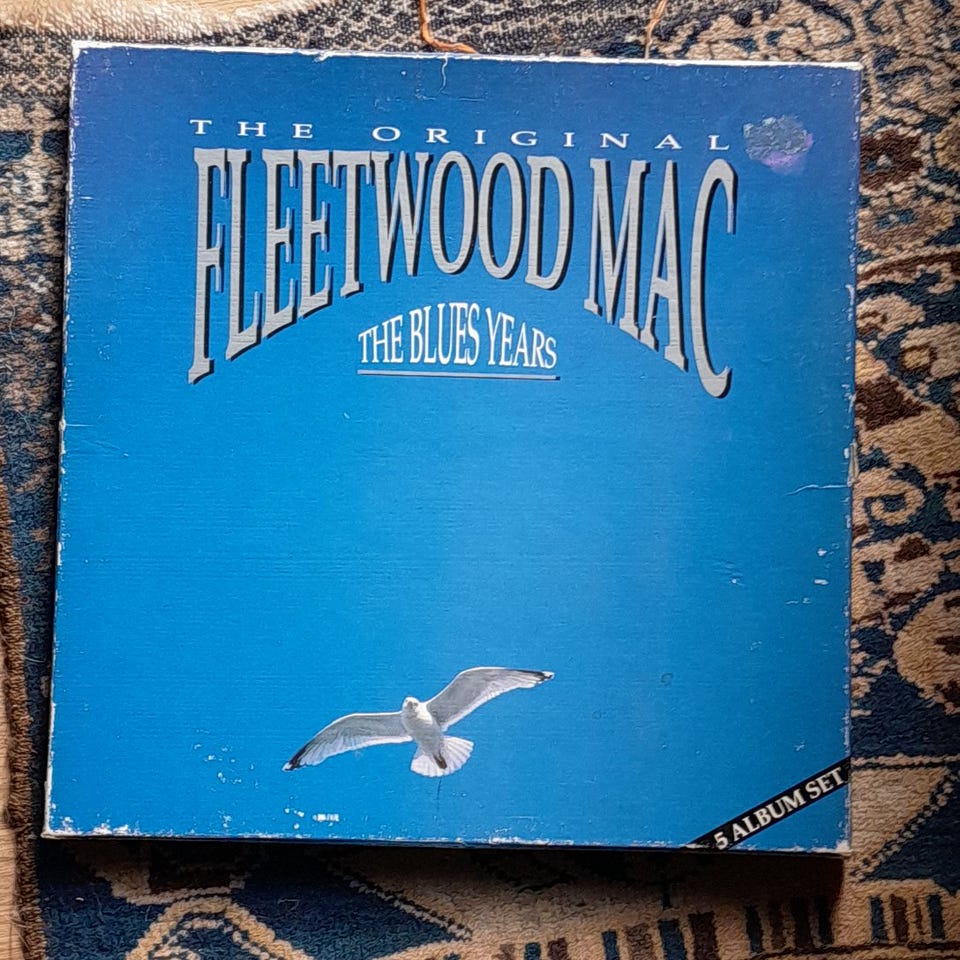 THE ORIGINAL
FLEETWOOD MAC
THE BLUES YEARS
5 ALBUM SET